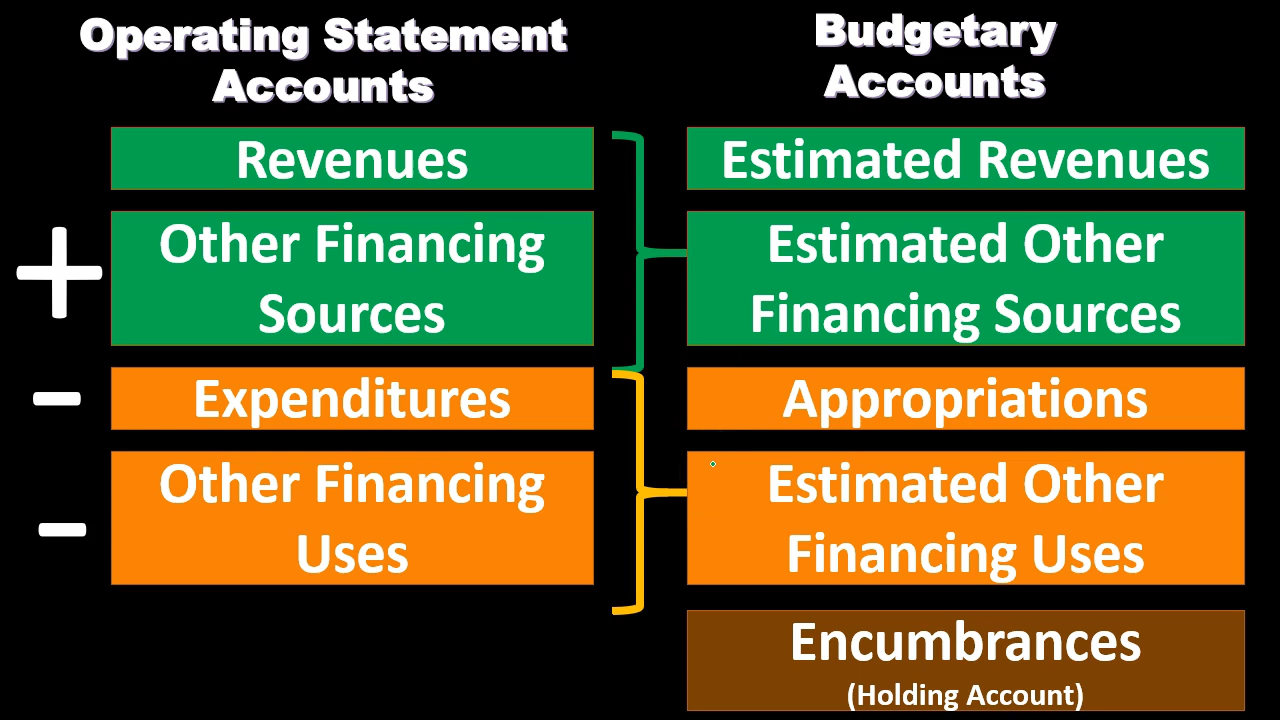 Operating Statement
Accounts
Budgetary
Accounts
Revenues
Estimated Revenues
+
Other Financing
Sources
Estimated Other
Financing Sources
-
Expenditures
Appropriations
-
Other Financing
Uses
Estimated Other
Financing Uses
Encumbrances
(Holding Account)